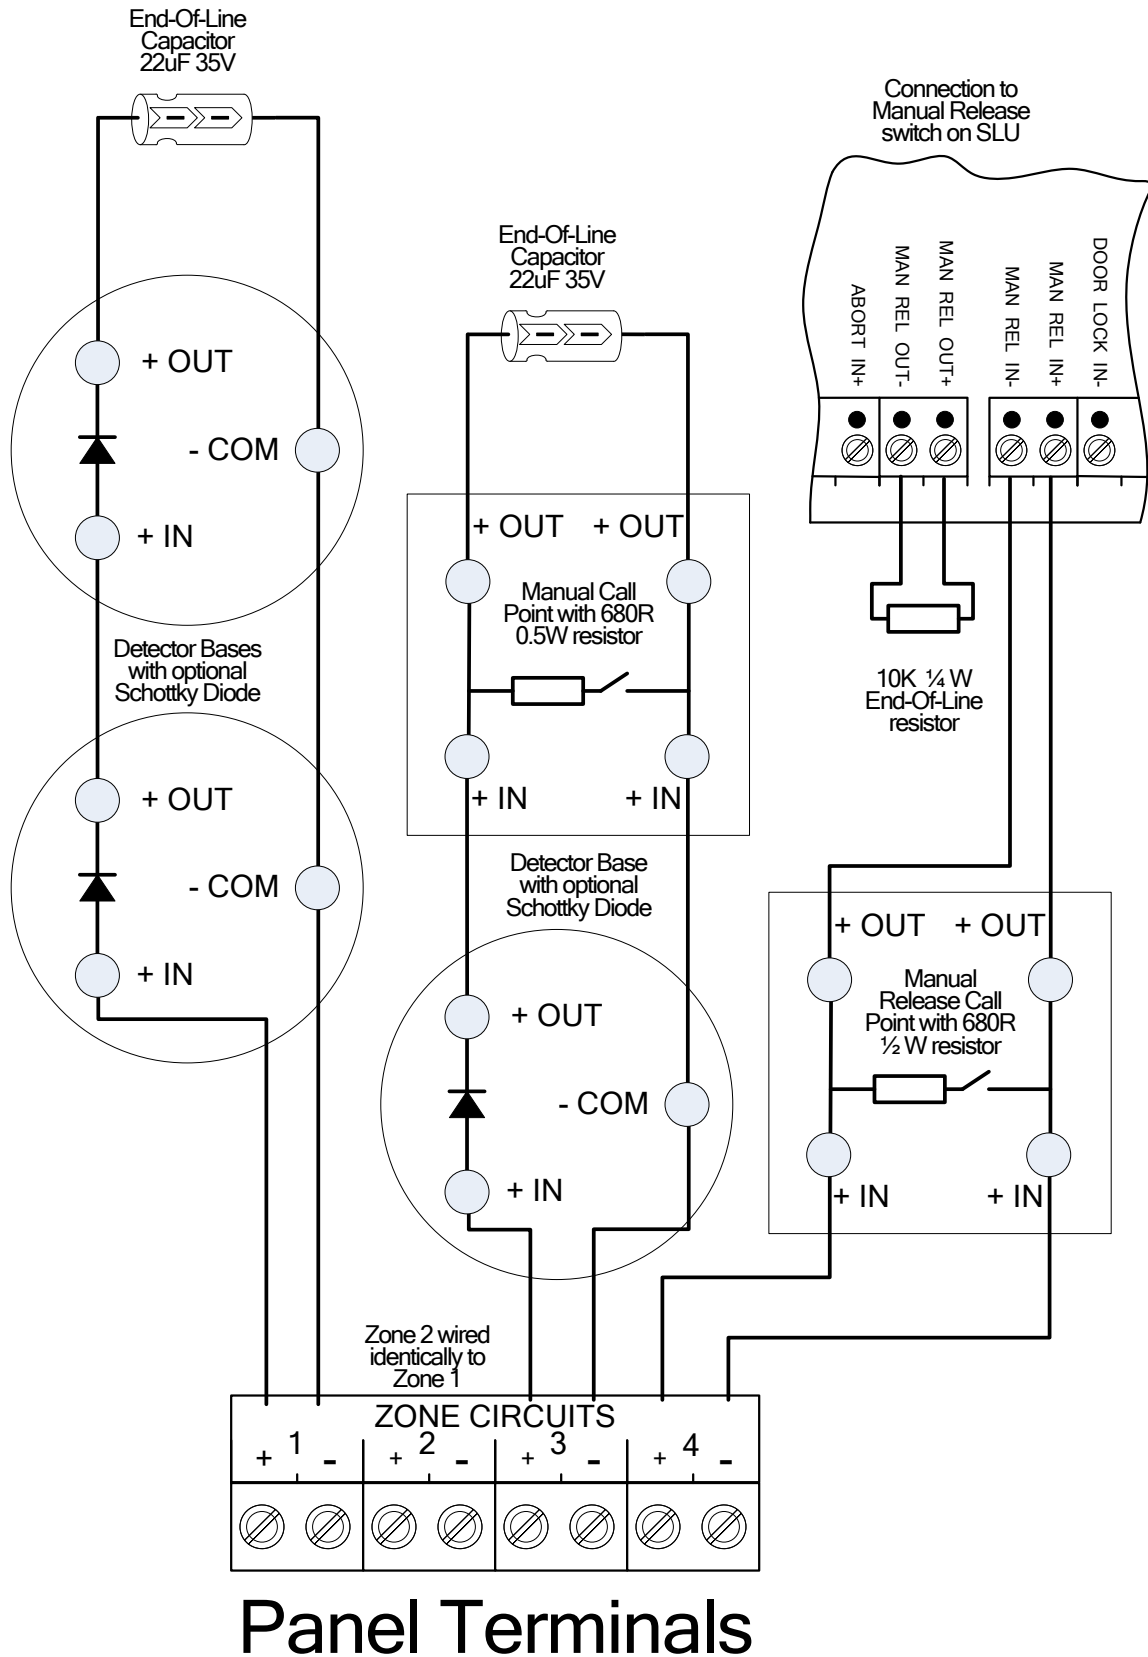 End-Of-Line
Capacitor
22uF 35V
+ OUT
- COM
+ IN
Detector Bases
with optional
Schottky Diode
+ OUT
- COM
+ IN
End-Of-Line
Capacitor
22uF 35V
+ OUT + OUT
Manual Call
Point with 680R
0.5W resistor
+ IN + IN
Detector Base
with optional
Schottky Diode
+ OUT
- COM
+ IN
Connection to
Manual Release
switch on SLU
ABORT IN+
MAN REL OUT-
MAN REL OUT+
MAN REL IN-
MAN REL IN+
DOOR LOCK IN-
10K ¼ W
End-Of-Line
resistor
+ OUT + OUT
Manual
Release Call
Point with 680R
½ W resistor
+ IN + IN
Zone 2 wired
identically to
Zone 1
ZONE CIRCUITS
1 2 3 4
+ - + - + - + -
Panel Terminals